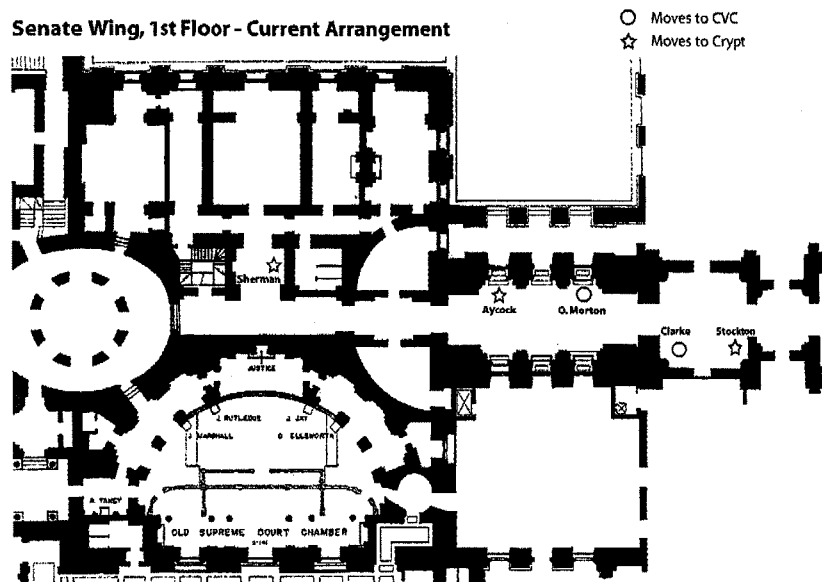 Senate Wing, 1st Floor - Current Arrangement
Moves to CVC
Moves to Crypt
Sherman
Aycock
O. Morton
Clarke
Stockton
JUSTICE
J. RUTLEDGE
J. JAY
J. MARSHALL
O. ELLSWORTH
R. TANEY
OLD SUPREME COURT CHAMBER